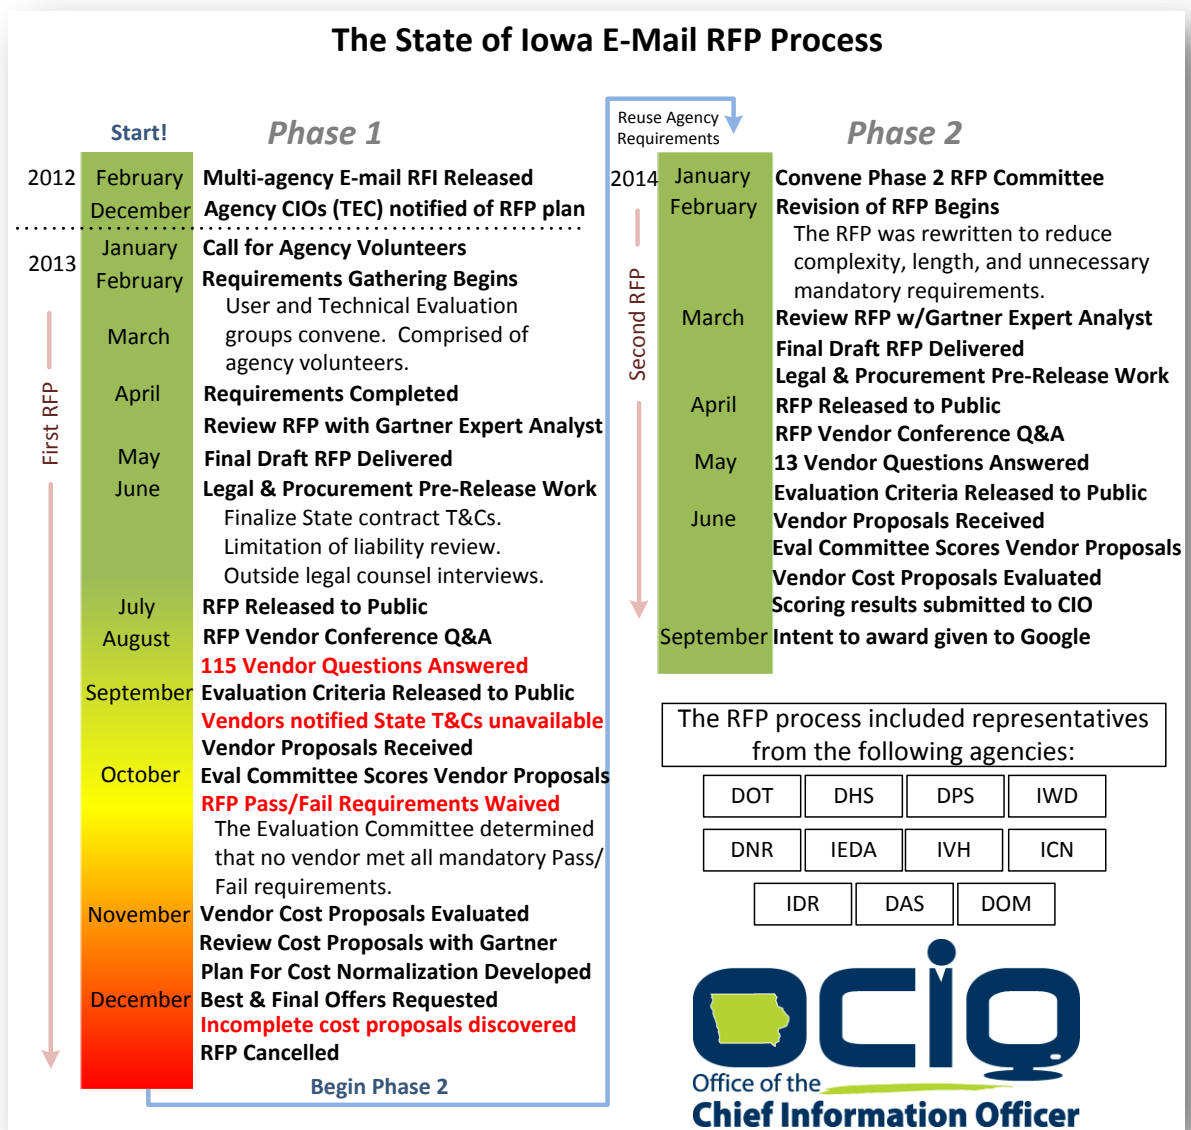 The State of Iowa E-Mail RFP Process
Start!
Phase 1
2012
February
Multi-agency E-mail RFI Released
December
Agency CIOs (TEC) notified of RFP plan
2013
January
Call for Agency Volunteers
February
Requirements Gathering Begins
User and Technical Evaluation
groups convene. Comprised of
agency volunteers.
March
First RFP
April
Requirements Completed
Review RFP with Gartner Expert Analyst
May
Final Draft RFP Delivered
June
Legal & Procurement Pre-Release Work
Finalize State contract T&Cs.
Limitation of liability review.
Outside legal counsel interviews.
July
RFP Released to Public
August
RFP Vendor Conference Q&A
115 Vendor Questions Answered
September
Evaluation Criteria Released to Public
Vendors notified State T&Cs unavailable
Vendor Proposals Received
October
Eval Committee Scores Vendor Proposals
RFP Pass/Fail Requirements Waived
The Evaluation Committee determined
that no vendor met all mandatory Pass/
Fail requirements.
November
Vendor Cost Proposals Evaluated
Review Cost Proposals with Gartner
Plan For Cost Normalization Developed
December
Best & Final Offers Requested
Incomplete cost proposals discovered
RFP Cancelled
Begin Phase 2
Reuse Agency
Requirements
Phase 2
2014
January
Convene Phase 2 RFP Committee
February
Revision of RFP Begins
The RFP was rewritten to reduce
complexity, length, and unnecessary
mandatory requirements.
Second RFP
March
Review RFP w/Gartner Expert Analyst
Final Draft RFP Delivered
Legal & Procurement Pre-Release Work
April
RFP Released to Public
RFP Vendor Conference Q&A
May
13 Vendor Questions Answered
Evaluation Criteria Released to Public
June
Vendor Proposals Received
Eval Committee Scores Vendor Proposals
Vendor Cost Proposals Evaluated
Scoring results submitted to CIO
September
Intent to award given to Google
The RFP process included representatives
from the following agencies:
DOT DHS DPS IWD
DNR IEDA IVH ICN
IDR DAS DOM
OCIO
Office of the
Chief Information Officer